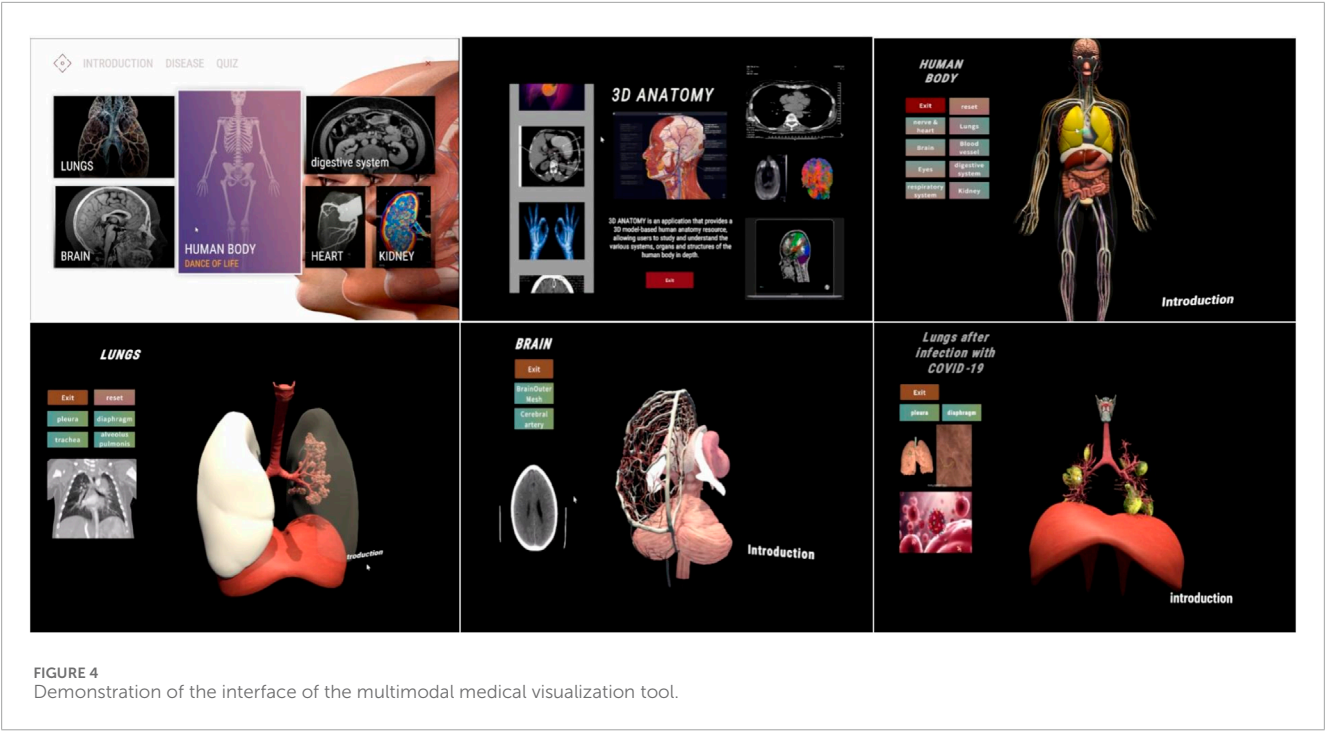 INTRODUCTION DISEASE QUIZ
LUNGS
digestive system
BRAIN
HUMAN BODY
DANCE OF LIFE
HEART
KIDNEY
3D ANATOMY
3D ANATOMY is an application that provides a
3D model-based human anatomy resource,
allowing users to study and understand the
various systems, organs and structures of the
human body in depth.
Exit
HUMAN
BODY
Exit
reset
nerve &
heart
Lungs
Brain
Blood
vessel
Eyes
digestive
system
respiratory
system
Kidney
Introduction
LUNGS
Exit
reset
pleura
diaphragm
trachea
alveolus
pulmonis
troduction
BRAIN
Exit
BrainOuter
Mesh
Cerebral
artery
Introduction
Lungs after
infection with
COVID-19
Exit
pleura
diaphragm
introduction
FIGURE 4
Demonstration of the interface of the multimodal medical visualization tool.